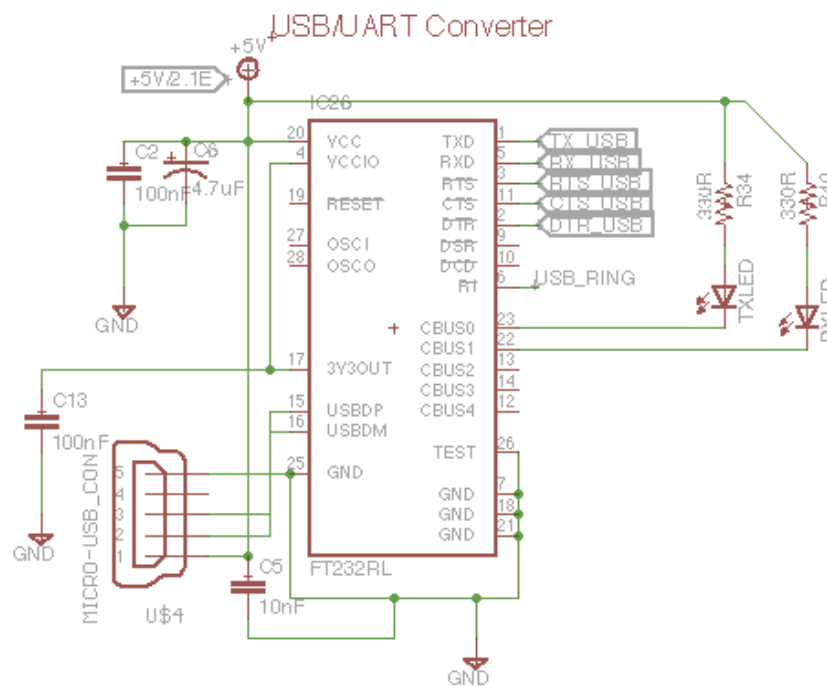 USB/UART Converter
+5V
+5V/2.1E
IC26
20 VCC TXD 1 TX_USB
4 VCCIO RXD 5 RX_USB
RTS 3 RTS_USB
19 RESET CTS 11 CTS_USB
DTR 2 DTR_USB
27 OSCI DSR 9
28 OSCO DCD 10
RI 6 USB_RING
C2
100nF
C6
4.7uF
GND
330R
R34
330R
TXLED
RXLED
CBUS0 23
CBUS1 22
17 3V3OUT CBUS2 13
CBUS3 14
15 USBDP CBUS4 12
16 USBDM
TEST 26
25 GND
GND 7
GND 18
GND 21
FT232RL
C13
100nF
GND
MICRO-USB_CON
5
4
3
2
1
U$4
C5
10nF
GND